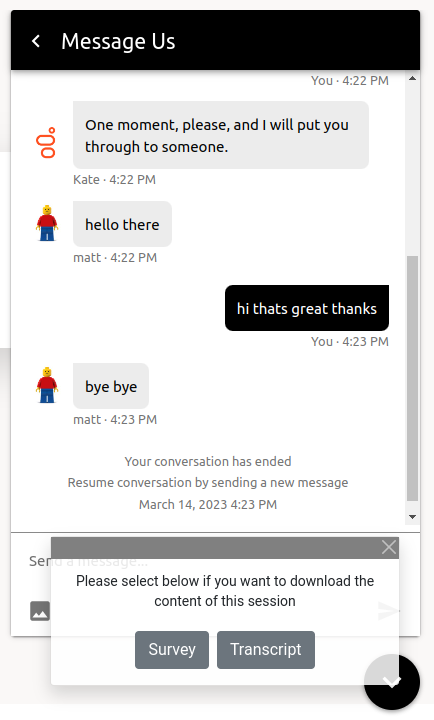 Message Us
You · 4:22 PM
One moment, please, and I will put you
through to someone.
Kate · 4:22 PM
hello there
matt · 4:22 PM
hi thats great thanks
You · 4:23 PM
bye bye
matt · 4:23 PM
Your conversation has ended
Resume conversation by sending a new message
March 14, 2023 4:23 PM
Send a message...
Please select below if you want to download the
content of this session
Survey Transcript